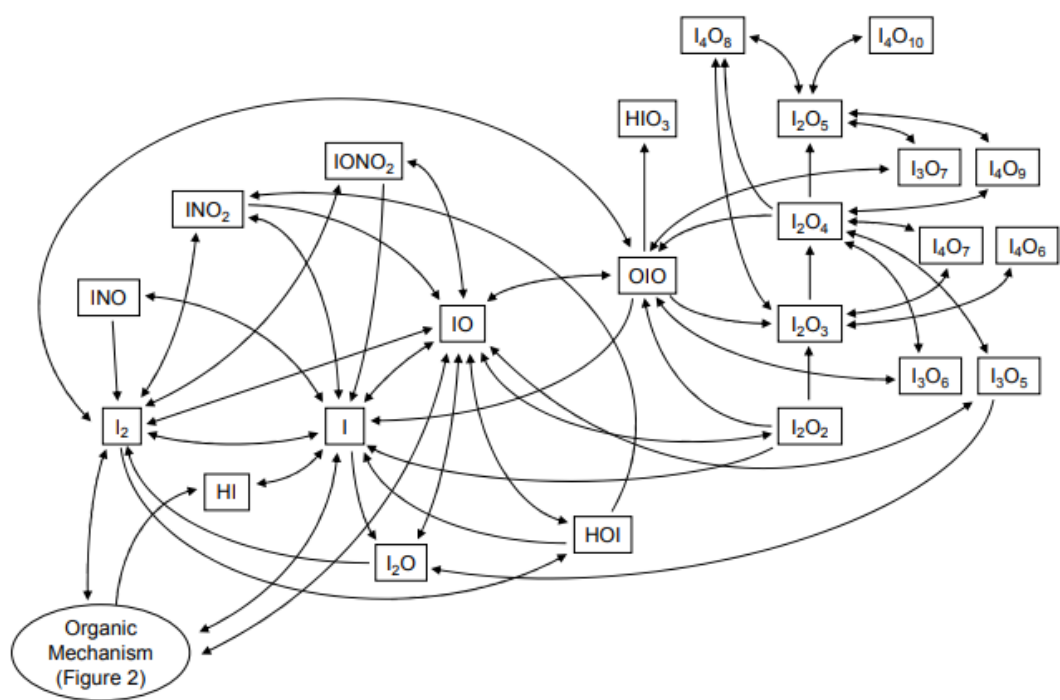 I₄O₈
I₄O₁₀
HIO₃
I₂O₅
IONO₂
I₃O₇
I₄O₉
INO₂
I₂O₄
I₄O₇
I₄O₆
OIO
INO
IO
I₂O₃
I₃O₆
I₃O₅
I₂
I
I₂O₂
HI
HOI
I₂O
Organic
Mechanism
(Figure 2)